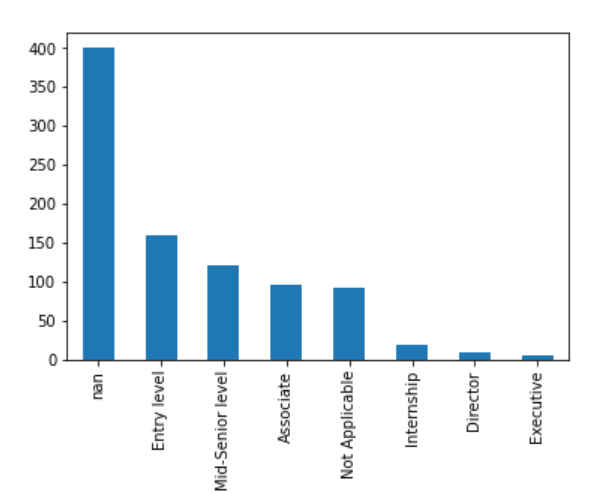 400
350
300
250
200
150
100
50
0
nan
Entry level
Mid-Senior level
Associate
Not Applicable
Internship
Director
Executive